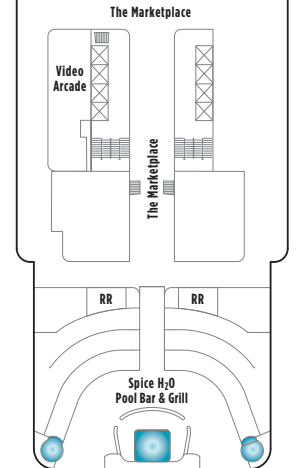 The Marketplace
Video
Arcade
The Marketplace
RR
RR
Spice H₂O
Pool Bar & Grill